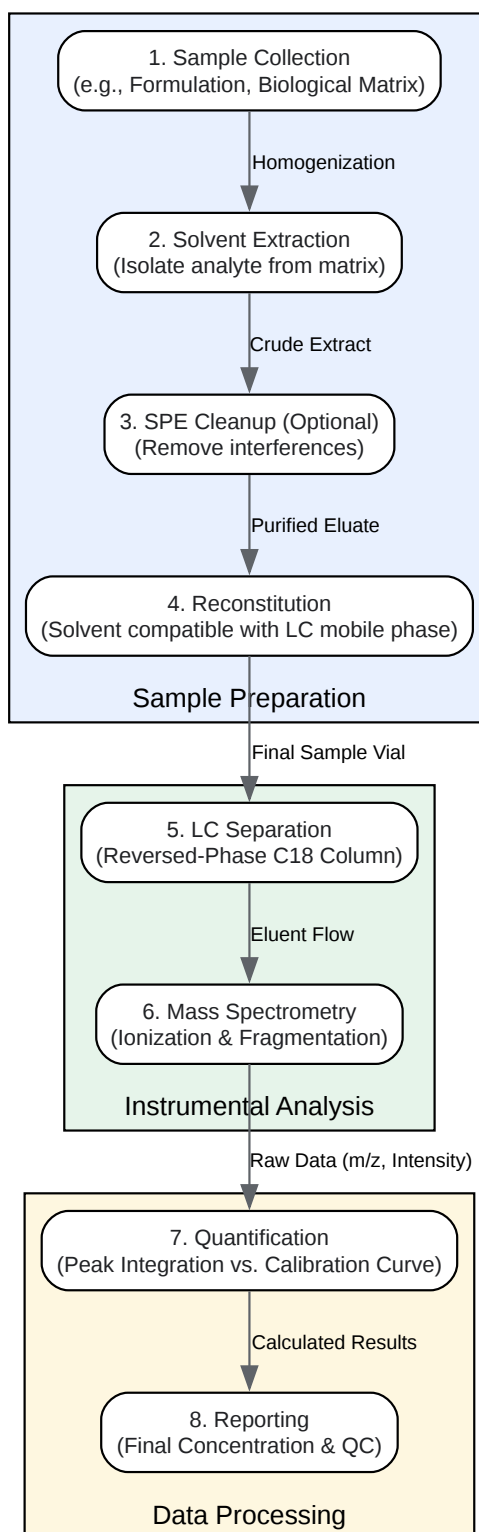 1. Sample Collection
(e.g., Formulation, Biological Matrix)
Homogenization
2. Solvent Extraction
(Isolate analyte from matrix)
Crude Extract
3. SPE Cleanup (Optional)
(Remove interferences)
Purified Eluate
4. Reconstitution
(Solvent compatible with LC mobile phase)
Sample Preparation
Final Sample Vial
5. LC Separation
(Reversed-Phase C18 Column)
Eluent Flow
6. Mass Spectrometry
(Ionization & Fragmentation)
Instrumental Analysis
Raw Data (m/z, Intensity)
7. Quantification
(Peak Integration vs. Calibration Curve)
Calculated Results
8. Reporting
(Final Concentration & QC)
Data Processing